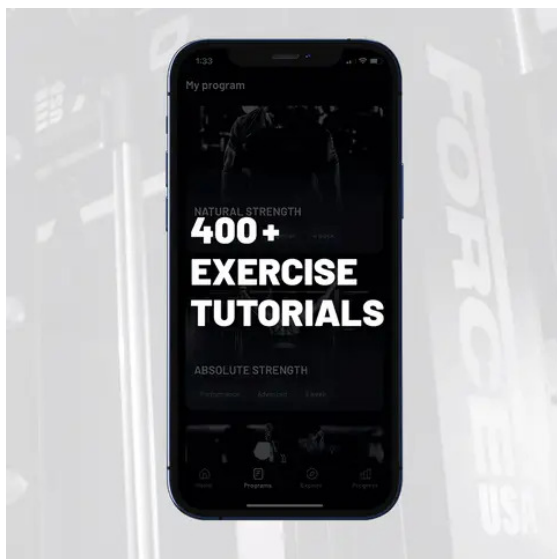 1:33
My program
NATURAL STRENGTH
400+
EXERCISE
TUTORIALS
ABSOLUTE STRENGTH
Performance Advanced
Home Programs Explore Progress
FORCE
USA